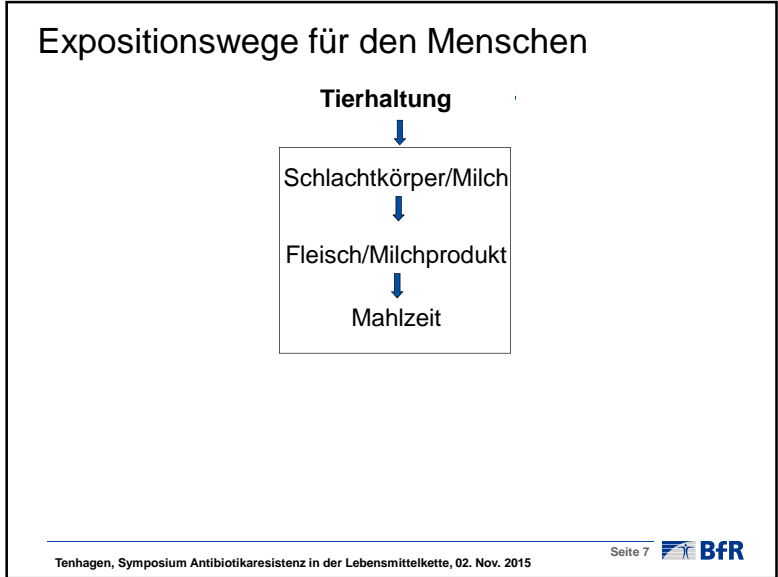 Expositionswege für den Menschen
Tierhaltung
Schlachtkörper/Milch
Fleisch/Milchprodukt
Mahlzeit
Tenhagen, Symposium Antibiotikaresistenz in der Lebensmittelkette, 02. Nov. 2015
Seite 7 BfR